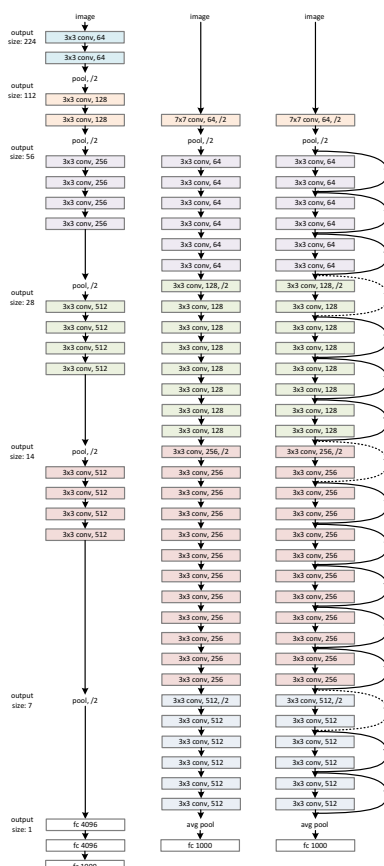 image
output
size: 224
3x3 conv, 64
3x3 conv, 64
pool, /2
output
size: 112
3x3 conv, 128
3x3 conv, 128
pool, /2
output
size: 56
3x3 conv, 256
3x3 conv, 256
3x3 conv, 256
3x3 conv, 256
pool, /2
output
size: 28
3x3 conv, 512
3x3 conv, 512
3x3 conv, 512
3x3 conv, 512
pool, /2
output
size: 14
3x3 conv, 512
3x3 conv, 512
3x3 conv, 512
3x3 conv, 512
pool, /2
output
size: 7
output
size: 1
fc 4096
fc 4096
fc 1000
image
7x7 conv, 64, /2
pool, /2
3x3 conv, 64
3x3 conv, 64
3x3 conv, 64
3x3 conv, 64
3x3 conv, 64
3x3 conv, 64
3x3 conv, 128, /2
3x3 conv, 128
3x3 conv, 128
3x3 conv, 128
3x3 conv, 128
3x3 conv, 128
3x3 conv, 128
3x3 conv, 128
3x3 conv, 256, /2
3x3 conv, 256
3x3 conv, 256
3x3 conv, 256
3x3 conv, 256
3x3 conv, 256
3x3 conv, 256
3x3 conv, 256
3x3 conv, 256
3x3 conv, 256
3x3 conv, 256
3x3 conv, 256
3x3 conv, 512, /2
3x3 conv, 512
3x3 conv, 512
3x3 conv, 512
3x3 conv, 512
3x3 conv, 512
avg pool
fc 1000
image
7x7 conv, 64, /2
pool, /2
3x3 conv, 64
3x3 conv, 64
3x3 conv, 64
3x3 conv, 64
3x3 conv, 64
3x3 conv, 64
3x3 conv, 128, /2
3x3 conv, 128
3x3 conv, 128
3x3 conv, 128
3x3 conv, 128
3x3 conv, 128
3x3 conv, 128
3x3 conv, 128
3x3 conv, 256, /2
3x3 conv, 256
3x3 conv, 256
3x3 conv, 256
3x3 conv, 256
3x3 conv, 256
3x3 conv, 256
3x3 conv, 256
3x3 conv, 256
3x3 conv, 256
3x3 conv, 256
3x3 conv, 256
3x3 conv, 512, /2
3x3 conv, 512
3x3 conv, 512
3x3 conv, 512
3x3 conv, 512
3x3 conv, 512
avg pool
fc 1000